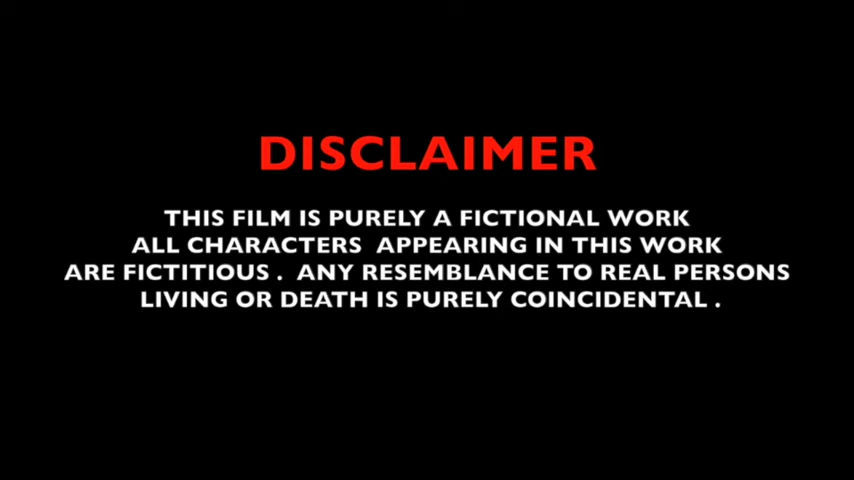 DISCLAIMER
THIS FILM IS PURELY A FICTIONAL WORK
ALL CHARACTERS  APPEARING IN THIS WORK
ARE FICTITIOUS .  ANY RESEMBLANCE TO REAL PERSONS
LIVING OR DEATH IS PURELY COINCIDENTAL .